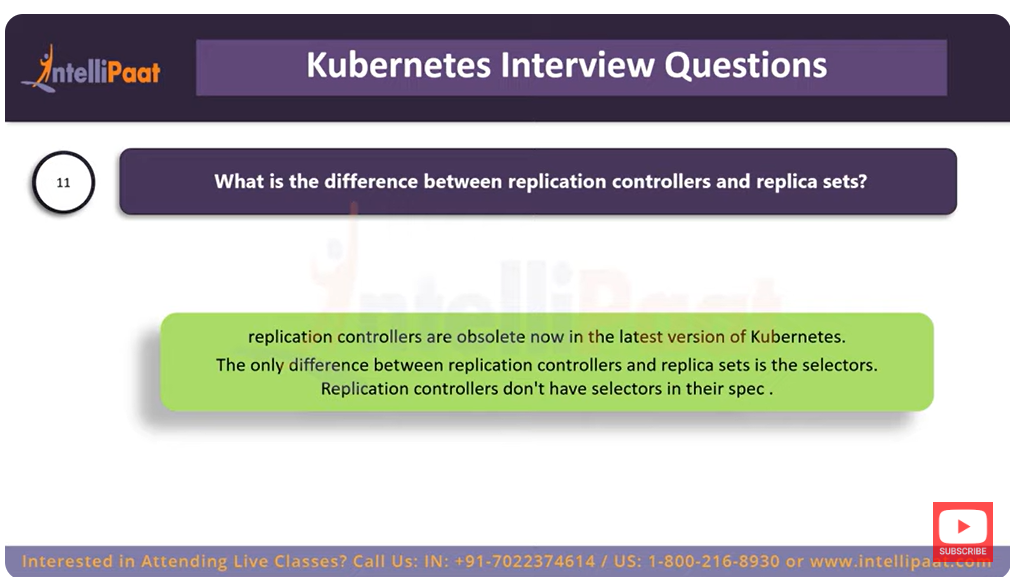 IntelliPaat
Kubernetes Interview Questions
11
What is the difference between replication controllers and replica sets?
IntelliPaat
replication controllers are obsolete now in the latest version of Kubernetes.
The only difference between replication controllers and replica sets is the selectors.
Replication controllers don't have selectors in their spec .
SUBSCRIBE
Interested in Attending Live Classes? Call Us: IN: +91-7022374614 / US: 1-800-216-8930 or www.intellipaat.com